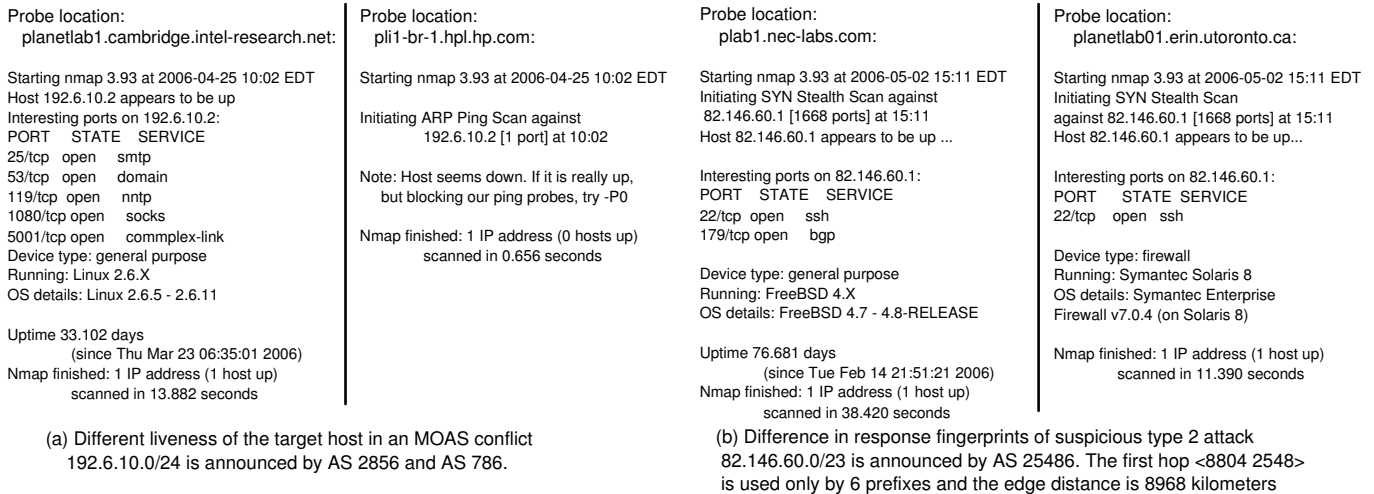 Probe location:
planetlab1.cambridge.intel-research.net:
Starting nmap 3.93 at 2006-04-25 10:02 EDT
Host 192.6.10.2 appears to be up
Interesting ports on 192.6.10.2:
PORT STATE SERVICE
25/tcp open smtp
53/tcp open domain
119/tcp open nntp
1080/tcp open socks
5001/tcp open commplex-link
Device type: general purpose
Running: Linux 2.6.X
OS details: Linux 2.6.5 - 2.6.11
Uptime 33.102 days
(since Thu Mar 23 06:35:01 2006)
Nmap finished: 1 IP address (1 host up)
scanned in 13.882 seconds
Probe location:
pli1-br-1.hpl.hp.com:
Starting nmap 3.93 at 2006-04-25 10:02 EDT
Initiating ARP Ping Scan against
192.6.10.2 [1 port] at 10:02
Note: Host seems down. If it is really up,
but blocking our ping probes, try -P0
Nmap finished: 1 IP address (0 hosts up)
scanned in 0.656 seconds
(a) Different liveness of the target host in an MOAS conflict
192.6.10.0/24 is announced by AS 2856 and AS 786.
Probe location:
plab1.nec-labs.com:
Starting nmap 3.93 at 2006-05-02 15:11 EDT
Initiating SYN Stealth Scan against
82.146.60.1 [1668 ports] at 15:11
Host 82.146.60.1 appears to be up ...
Interesting ports on 82.146.60.1:
PORT STATE SERVICE
22/tcp open ssh
179/tcp open bgp
Device type: general purpose
Running: FreeBSD 4.X
OS details: FreeBSD 4.7 - 4.8-RELEASE
Uptime 76.681 days
(since Tue Feb 14 21:51:21 2006)
Nmap finished: 1 IP address (1 host up)
scanned in 38.420 seconds
Probe location:
planetlab01.erin.utoronto.ca:
Starting nmap 3.93 at 2006-05-02 15:11 EDT
Initiating SYN Stealth Scan
against 82.146.60.1 [1668 ports] at 15:11
Host 82.146.60.1 appears to be up...
Interesting ports on 82.146.60.1:
PORT STATE SERVICE
22/tcp open ssh
Device type: firewall
Running: Symantec Solaris 8
OS details: Symantec Enterprise
Firewall v7.0.4 (on Solaris 8)
Nmap finished: 1 IP address (1 host up)
scanned in 11.390 seconds
(b) Difference in response fingerprints of suspicious type 2 attack
82.146.60.0/23 is announced by AS 25486. The first hop <8804 2548>
is used only by 6 prefixes and the edge distance is 8968 kilometers